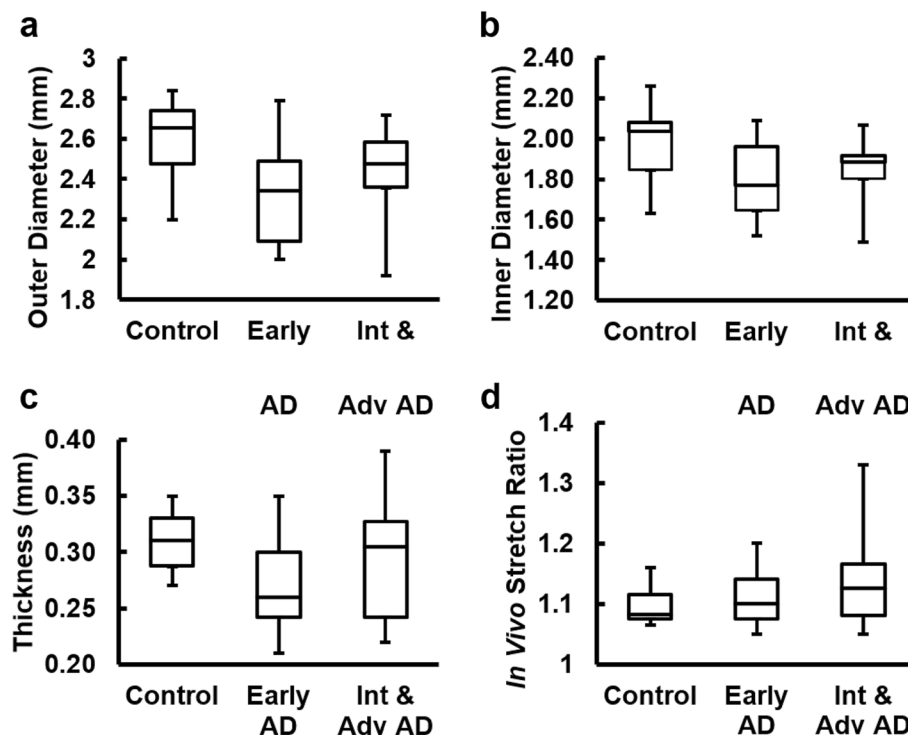 a
Outer Diameter (mm)
3
2.8
2.6
2.4
2.2
2
1.8
Control Early Int &
AD Adv AD
b
Inner Diameter (mm)
2.40
2.20
2.00
1.80
1.60
1.40
1.20
Control Early Int &
AD Adv AD
c
Thickness (mm)
0.40
0.35
0.30
0.25
0.20
Control Early Int &
AD Adv AD
d
In Vivo Stretch Ratio
1.4
1.3
1.2
1.1
1
Control Early Int &
AD Adv AD